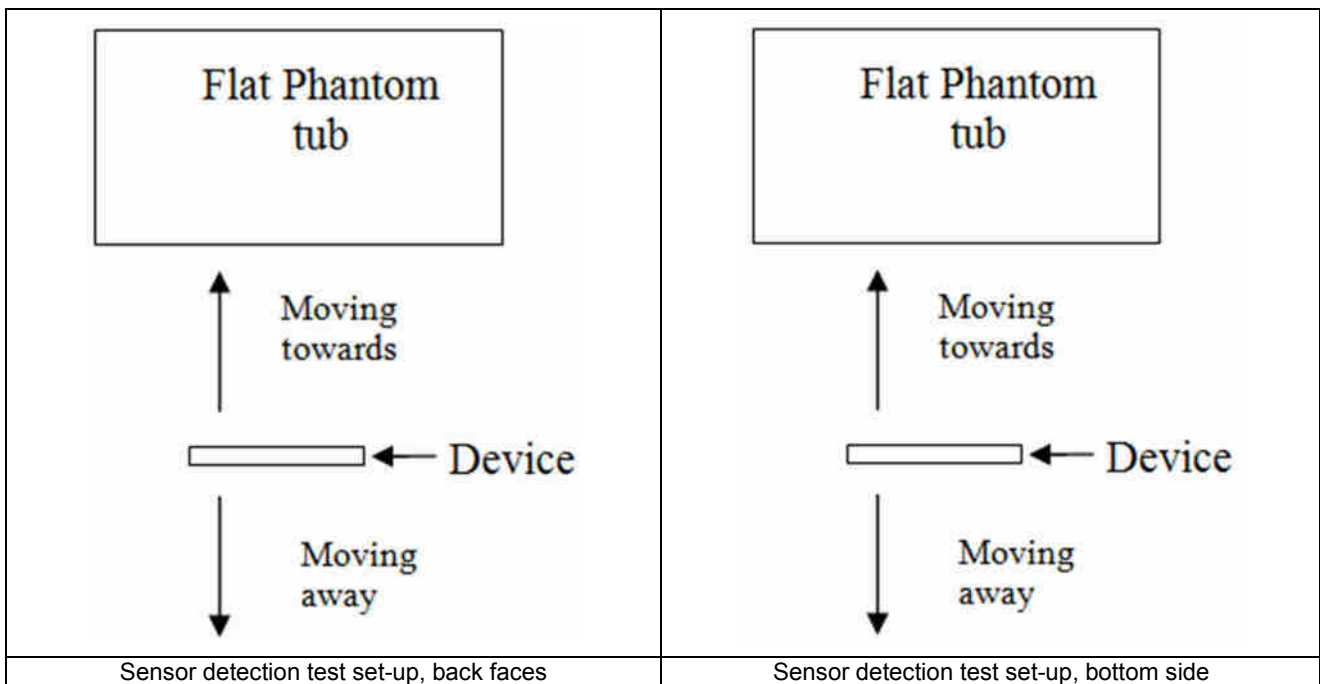 Flat Phantom
tub
Moving
towards
Device
Moving
away
Sensor detection test set-up, back faces
Flat Phantom
tub
Moving
towards
Device
Moving
away
Sensor detection test set-up, bottom side